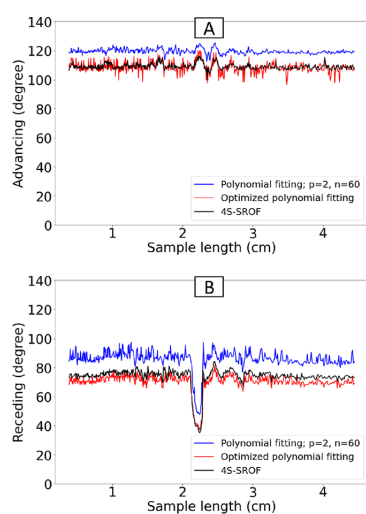 A
140
120
100
80
60
40
20
0
Advancing (degree)
Polynomial fitting; p=2, n=60
Optimized polynomial fitting
4S-SROF
1 2 3 4
Sample length (cm)
B
140
120
100
80
60
40
20
0
Receding (degree)
Polynomial fitting; p=2, n=60
Optimized polynomial fitting
4S-SROF
1 2 3 4
Sample length (cm)